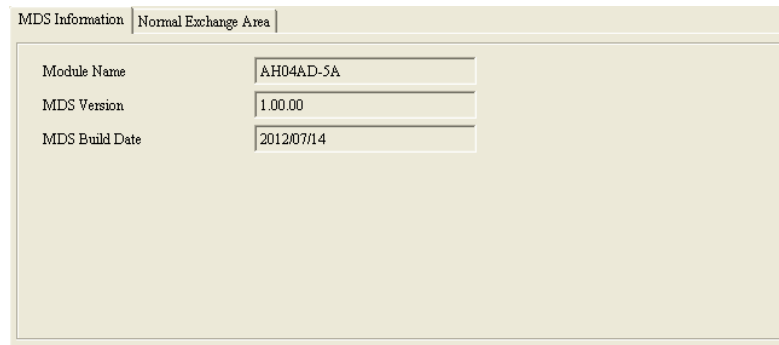 MDS Information Normal Exchange Area
Module Name AH04AD-5A
MDS Version 1.00.00
MDS Build Date 2012/07/14